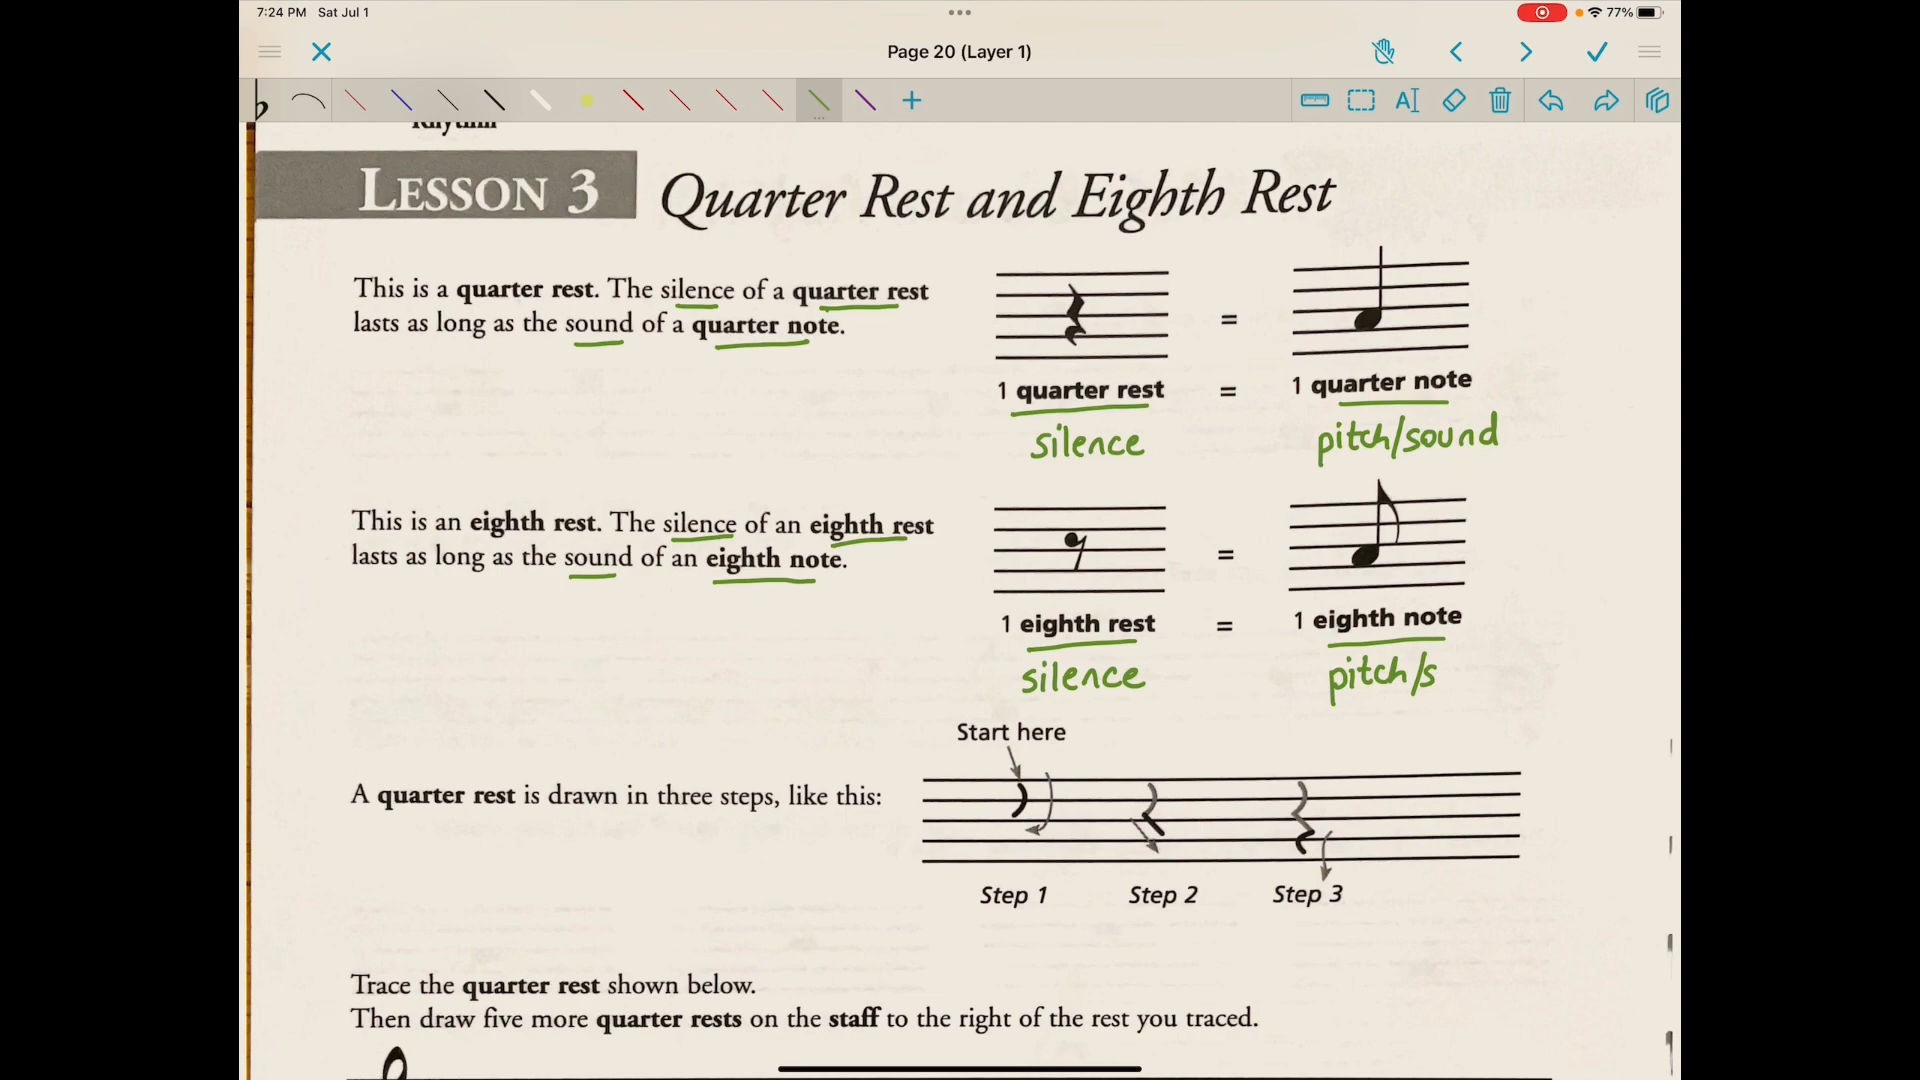 7:24 PM Sat Jul 1
77%
Page 20 (Layer 1)
Rhythm
LESSON 3 Quarter Rest and Eighth Rest
This is a quarter rest. The silence of a quarter rest
lasts as long as the sound of a quarter note.
=
1 quarter rest = 1 quarter note
silence pitch/sound
This is an eighth rest. The silence of an eighth rest
lasts as long as the sound of an eighth note.
=
1 eighth rest = 1 eighth note
silence pitch/s
Start here
A quarter rest is drawn in three steps, like this:
Step 1 Step 2 Step 3
Trace the quarter rest shown below.
Then draw five more quarter rests on the staff to the right of the rest you traced.